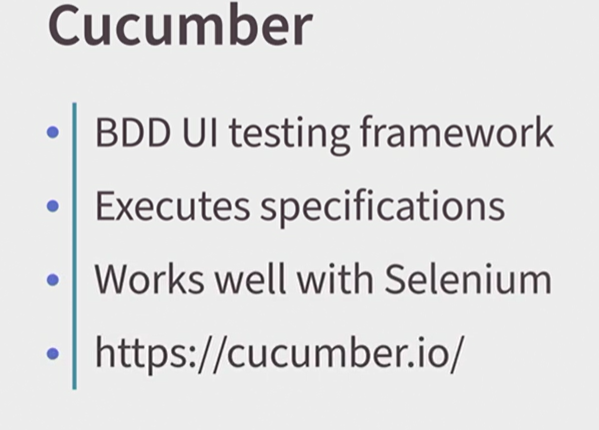 Cucumber
BDD UI testing framework
Executes specifications
Works well with Selenium
https://cucumber.io/